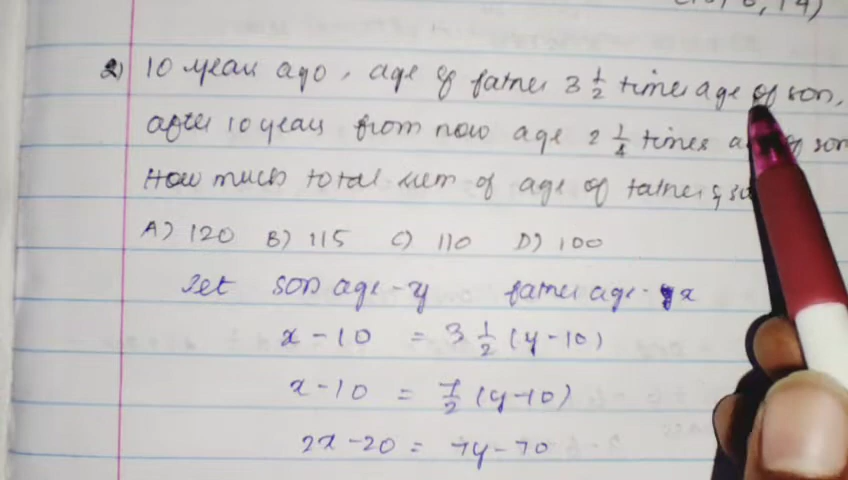 2) 10 years ago, age of father 3 1/2 time age of son,
after 10 years from now age 2 1/4 times of son
How much total sum of age of father &
A) 120 B) 115 C) 110 D) 100
Let son age - y father age - x
x - 10 = 3 1/2 (y - 10)
x - 10 = 7/2 (y - 10)
2x - 20 = 7y - 70